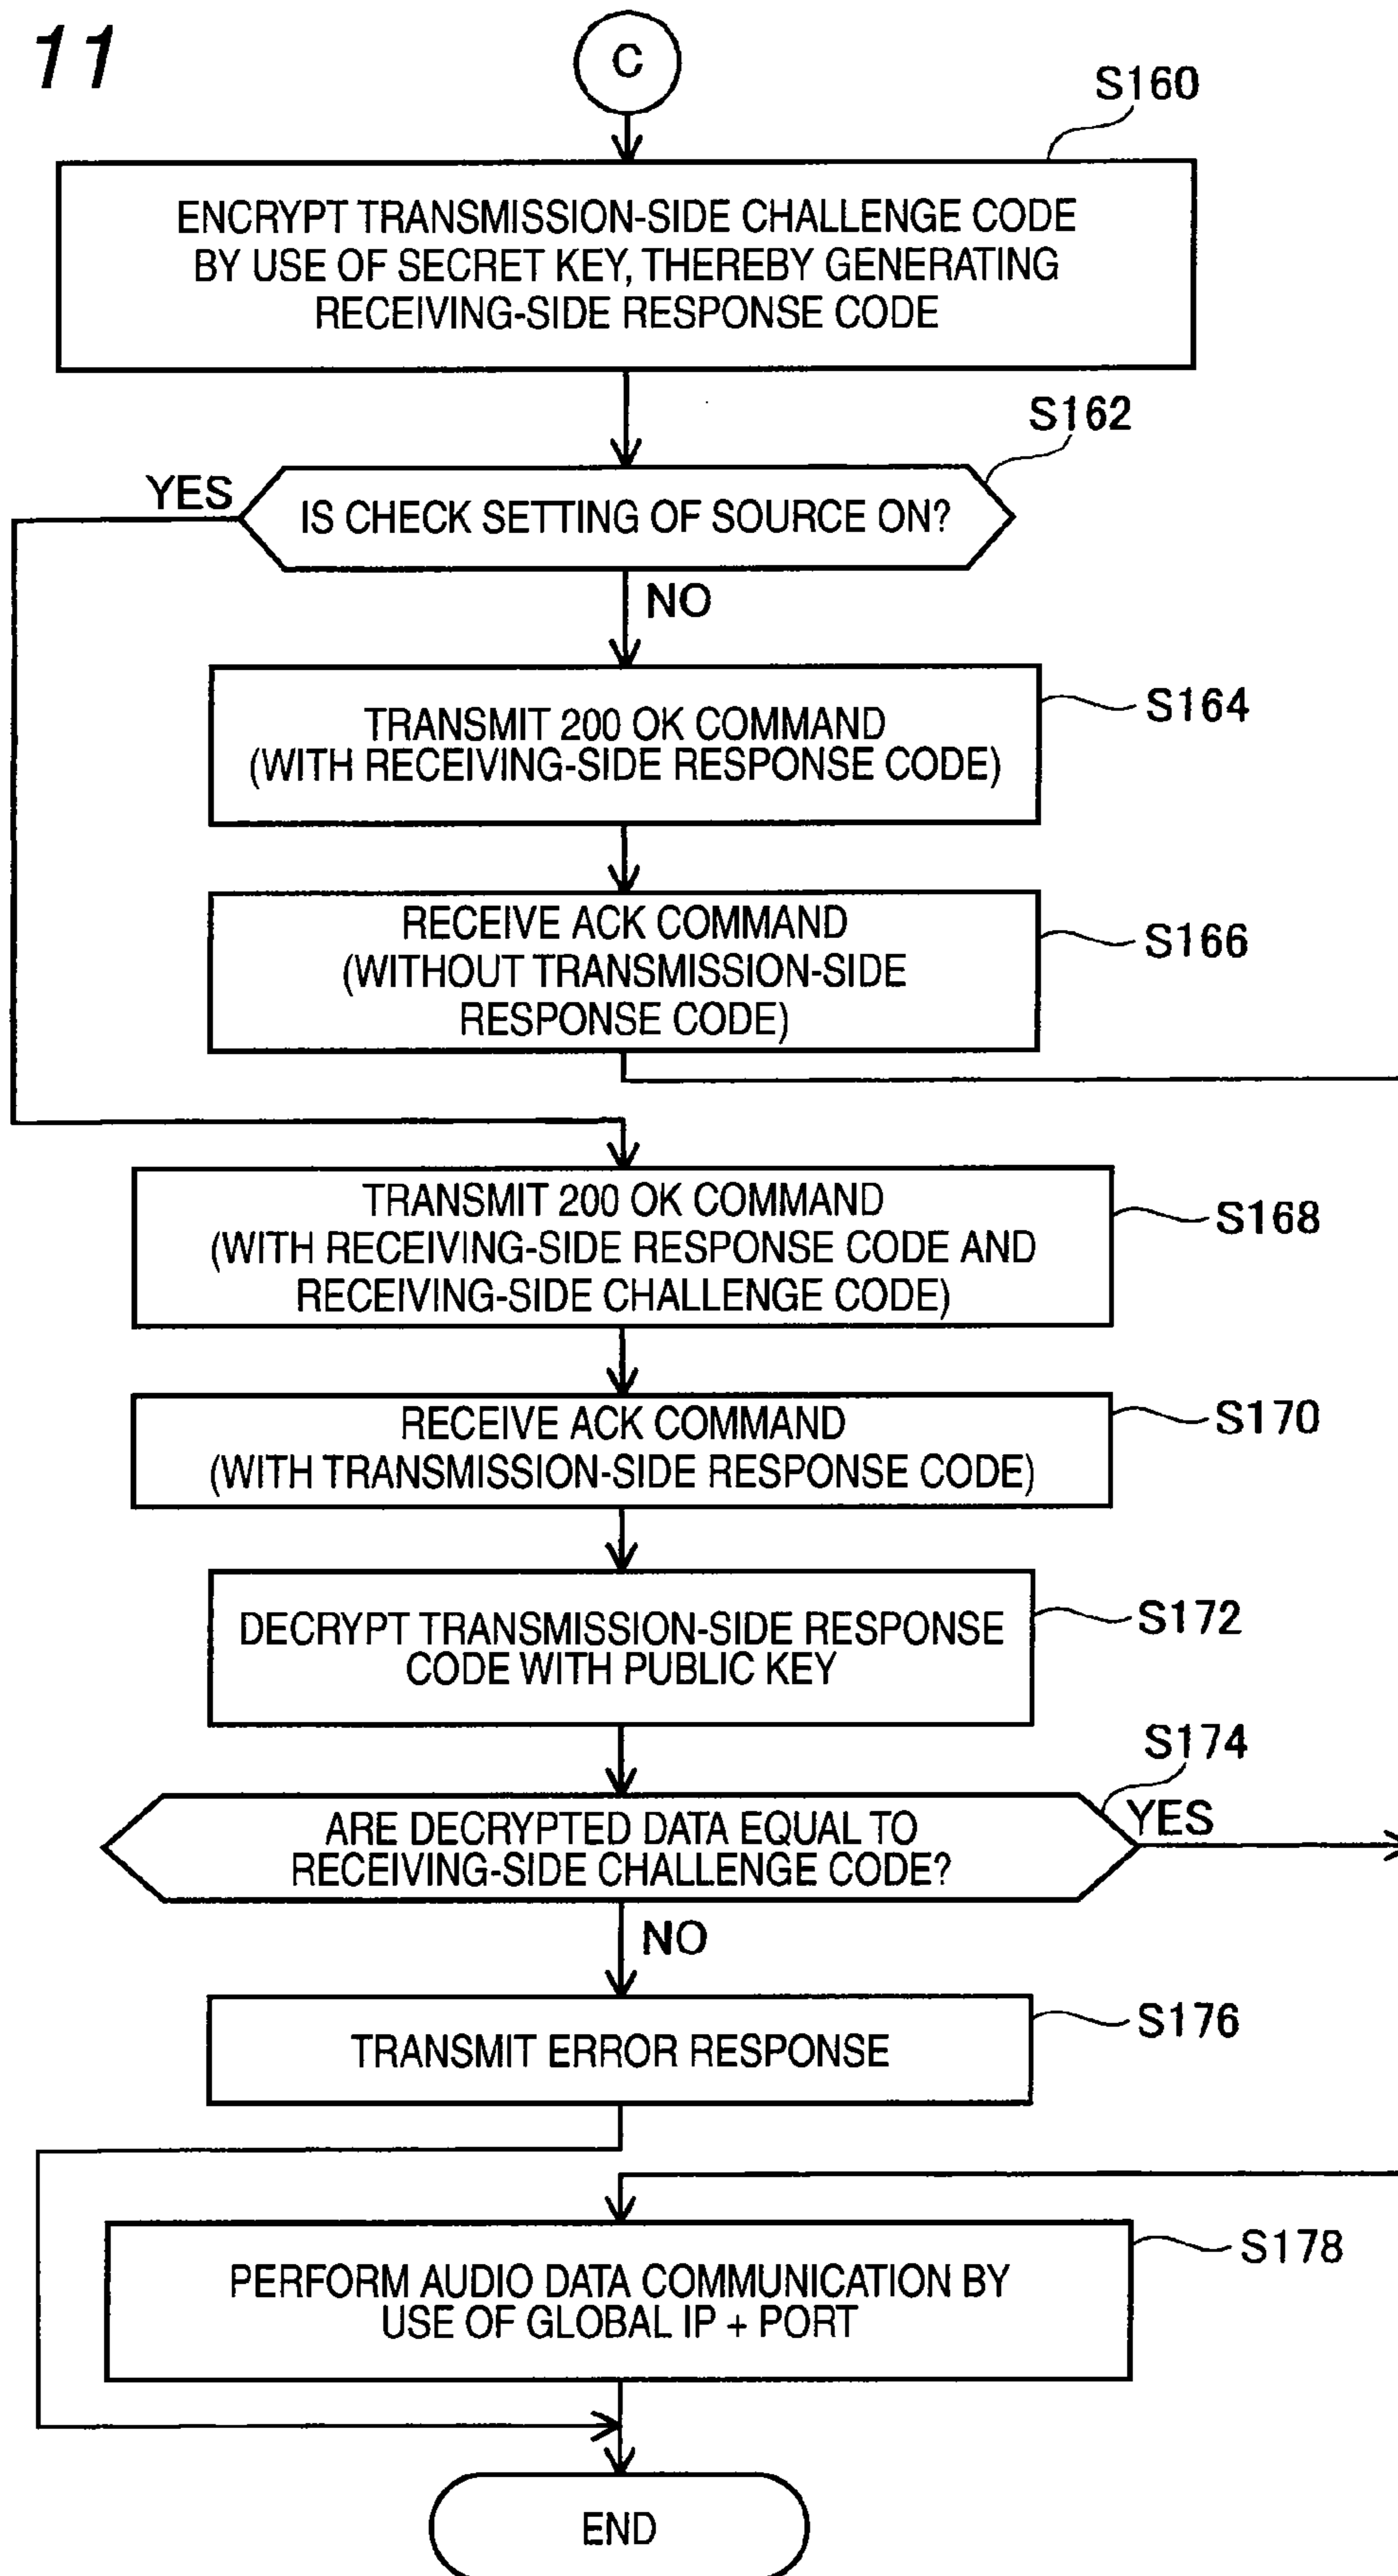 11
C
S160
ENCRYPT TRANSMISSION-SIDE CHALLENGE CODE
BY USE OF SECRET KEY, THEREBY GENERATING
RECEIVING-SIDE RESPONSE CODE
S162
YES
IS CHECK SETTING OF SOURCE ON?
NO
S164
TRANSMIT 200 OK COMMAND
(WITH RECEIVING-SIDE RESPONSE CODE)
RECEIVE ACK COMMAND
S166
(WITHOUT TRANSMISSION-SIDE
RESPONSE CODE)
TRANSMIT 200 OK COMMAND
S168
(WITH RECEIVING-SIDE RESPONSE CODE AND
RECEIVING-SIDE CHALLENGE CODE)
RECEIVE ACK COMMAND
S170
(WITH TRANSMISSION-SIDE RESPONSE CODE)
S172
DECRYPT TRANSMISSION-SIDE RESPONSE
CODE WITH PUBLIC KEY
S174
YES
ARE DECRYPTED DATA EQUAL TO
RECEIVING-SIDE CHALLENGE CODE?
NO
S176
TRANSMIT ERROR RESPONSE
S178
PERFORM AUDIO DATA COMMUNICATION BY
USE OF GLOBAL IP + PORT
END